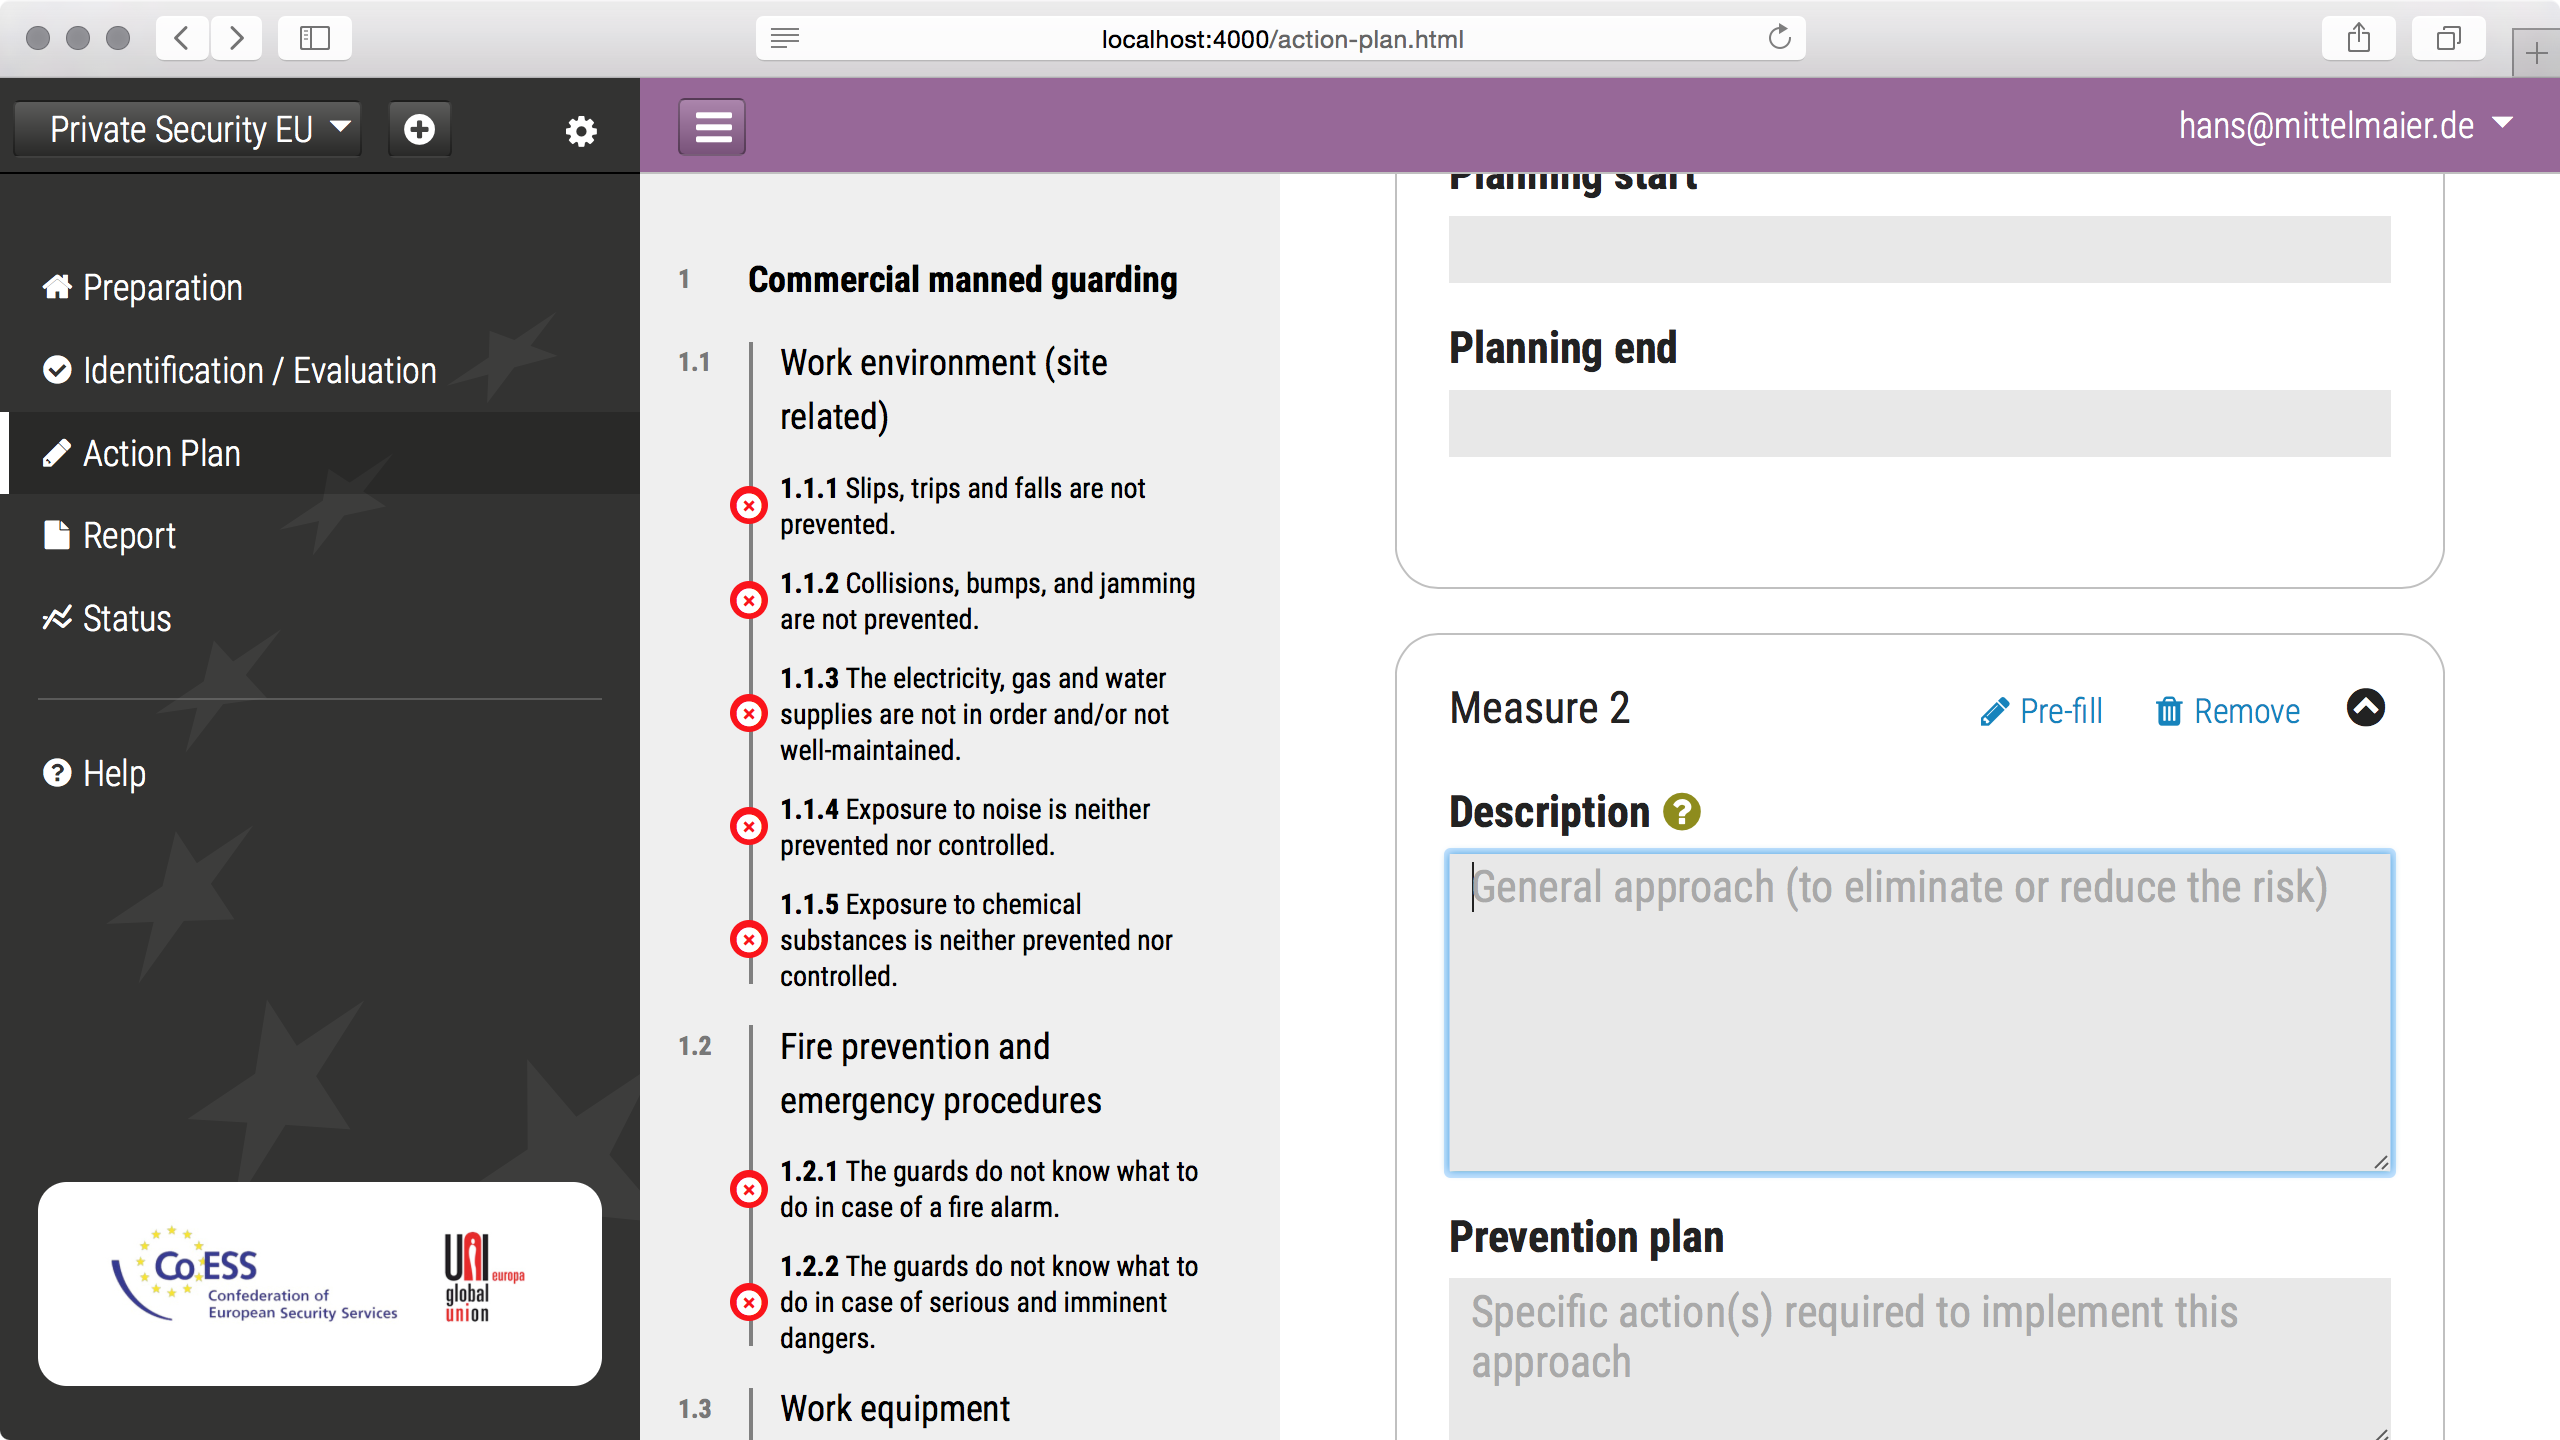 localhost:4000/action-plan.html
Private Security EU
hans@mittelmaier.de
Preparation
Identification / Evaluation
Action Plan
Report
Status
Help
Co ESS
Confederation of
European Security Services
UNI
europa
global
union
1 Commercial manned guarding
1.1 Work environment (site
related)
1.1.1 Slips, trips and falls are not
prevented.
1.1.2 Collisions, bumps, and jamming
are not prevented.
1.1.3 The electricity, gas and water
supplies are not in order and/or not
well-maintained.
1.1.4 Exposure to noise is neither
prevented nor controlled.
1.1.5 Exposure to chemical
substances is neither prevented nor
controlled.
1.2 Fire prevention and
emergency procedures
1.2.1 The guards do not know what to
do in case of a fire alarm.
1.2.2 The guards do not know what to
do in case of serious and imminent
dangers.
1.3 Work equipment
Planning start
Planning end
Measure 2 Pre-fill Remove
Description ?
General approach (to eliminate or reduce the risk)
Prevention plan
Specific action(s) required to implement this
approach